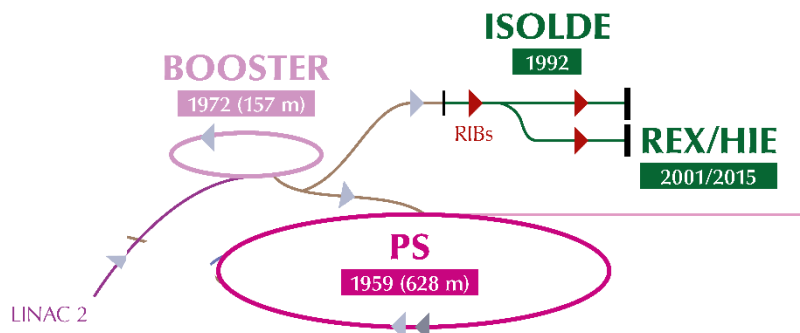 ISOLDE
1992
BOOSTER
1972 (157 m)
RIBs
REX/HIE
2001/2015
PS
1959 (628 m)
LINAC 2